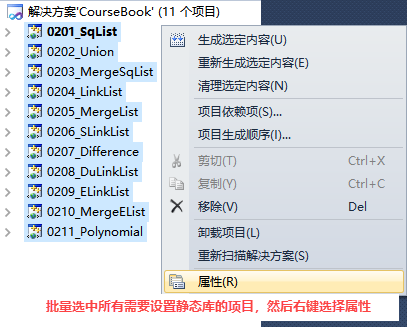 解决方案'CourseBook' (11 个项目)
0201_SqList
0202_Union
0203_MergeSqList
0204_LinkList
0205_MergeList
0206_SLinkList
0207_Difference
0208_DuLinkList
0209_ELinkList
0210_MergeEList
0211_Polynomial
生成选定内容(U)
重新生成选定内容(E)
清理选定内容(N)
项目依赖项(S)...
项目生成顺序(I)...
剪切(T) Ctrl+X
复制(Y) Ctrl+C
移除(V) Del
卸载项目(L)
重新扫描解决方案(S)
属性(R)
批量选中所有需要设置静态库的项目，然后右键选择属性